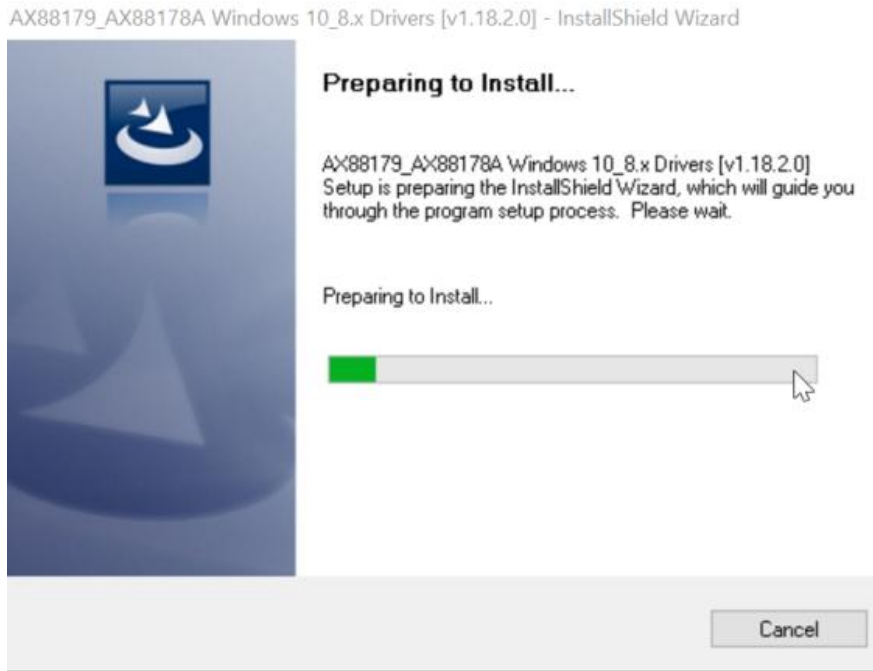 AX88179_AX88178A Windows 10_8.x Drivers [v1.18.2.0] - InstallShield Wizard
Preparing to Install...
AX88179_AX88178A Windows 10_8.x Drivers [v1.18.2.0]
Setup is preparing the InstallShield Wizard, which will guide you
through the program setup process.  Please wait.
Preparing to Install...
Cancel